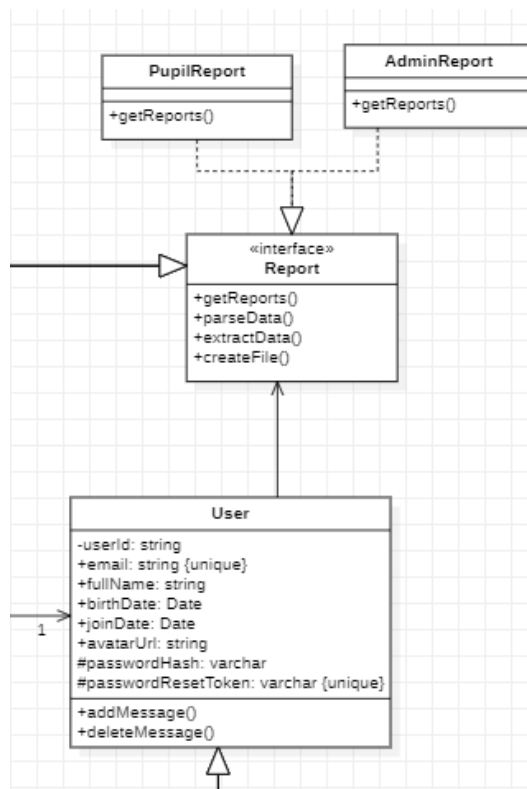 PupilReport
+getReports()
AdminReport
+getReports()
«interface»
Report
+getReports()
+parseData()
+extractData()
+createFile()
User
-userId: string
+email: string {unique}
+fullName: string
+birthDate: Date
+joinDate: Date
+avatarUrl: string
#passwordHash: varchar
#passwordResetToken: varchar {unique}
+addMessage()
+deleteMessage()
1